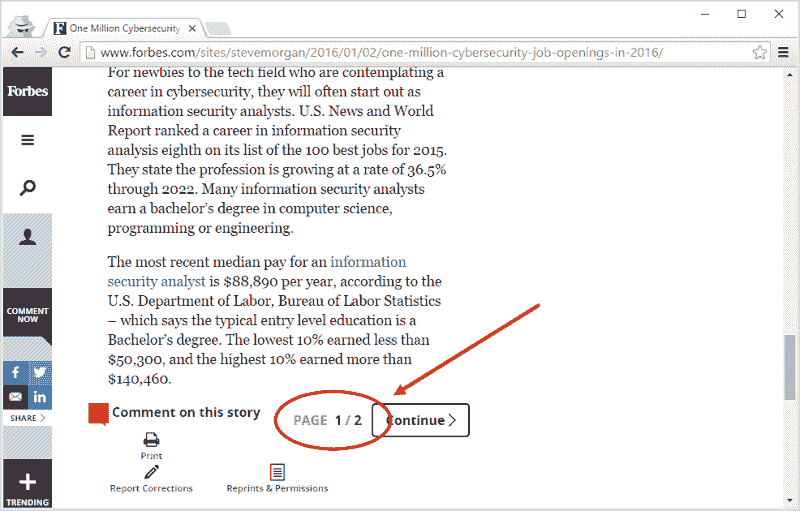 One Million Cybersecurity
www.forbes.com/sites/stevemorgan/2016/01/02/one-million-cybersecurity-job-openings-in-2016/
Forbes
For newbies to the tech field who are contemplating a
career in cybersecurity, they will often start out as
information security analysts. U.S. News and World
Report ranked a career in information security
analysis eighth on its list of the 100 best jobs for 2015.
They state the profession is growing at a rate of 36.5%
through 2022. Many information security analysts
earn a bachelor's degree in computer science,
programming or engineering.
The most recent median pay for an information
security analyst is $88,890 per year, according to the
U.S. Department of Labor, Bureau of Labor Statistics
– which says the typical entry level education is a
Bachelor's degree. The lowest 10% earned less than
$50,300, and the highest 10% earned more than
$140,460.
COMMENT
NOW
SHARE
TRENDING
Comment on this story
PAGE 1 / 2
Continue
Print
Report Corrections
Reprints & Permissions